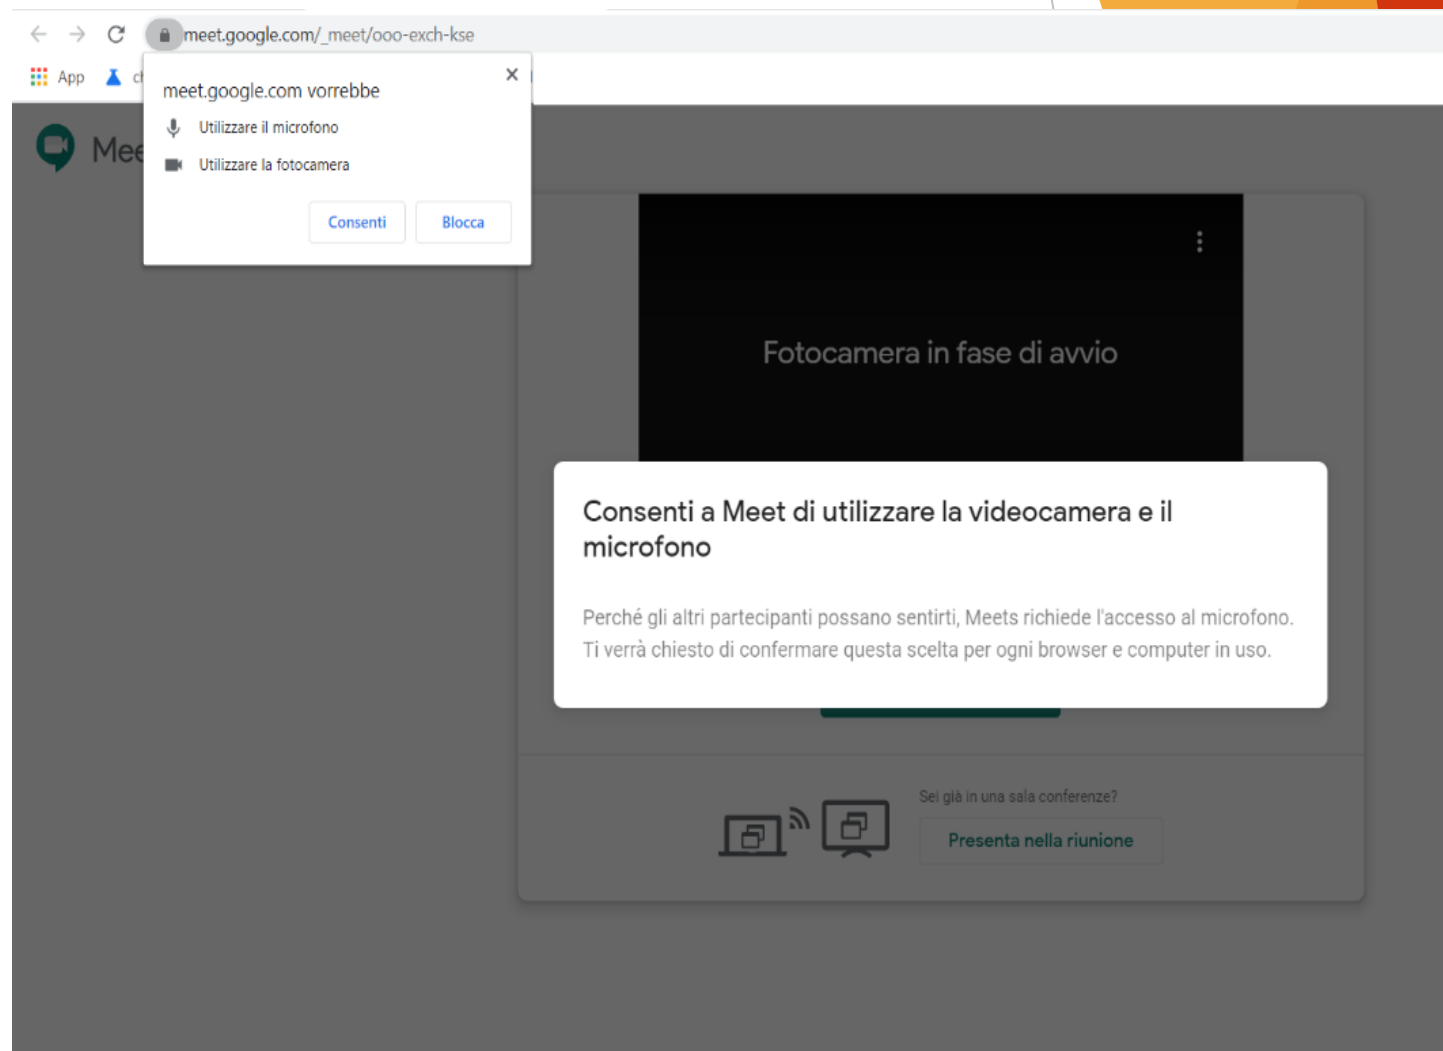 meet.google.com/_meet/ooo-exch-kse
App
meet.google.com vorrebbe
Utilizzare il microfono
Utilizzare la fotocamera
Consenti Blocca
Fotocamera in fase di avvio
Consenti a Meet di utilizzare la videocamera e il
microfono
Perché gli altri partecipanti possano sentirti, Meets richiede l'accesso al microfono.
Ti verrà chiesto di confermare questa scelta per ogni browser e computer in uso.
Sei già in una sala conferenze?
Presenta nella riunione